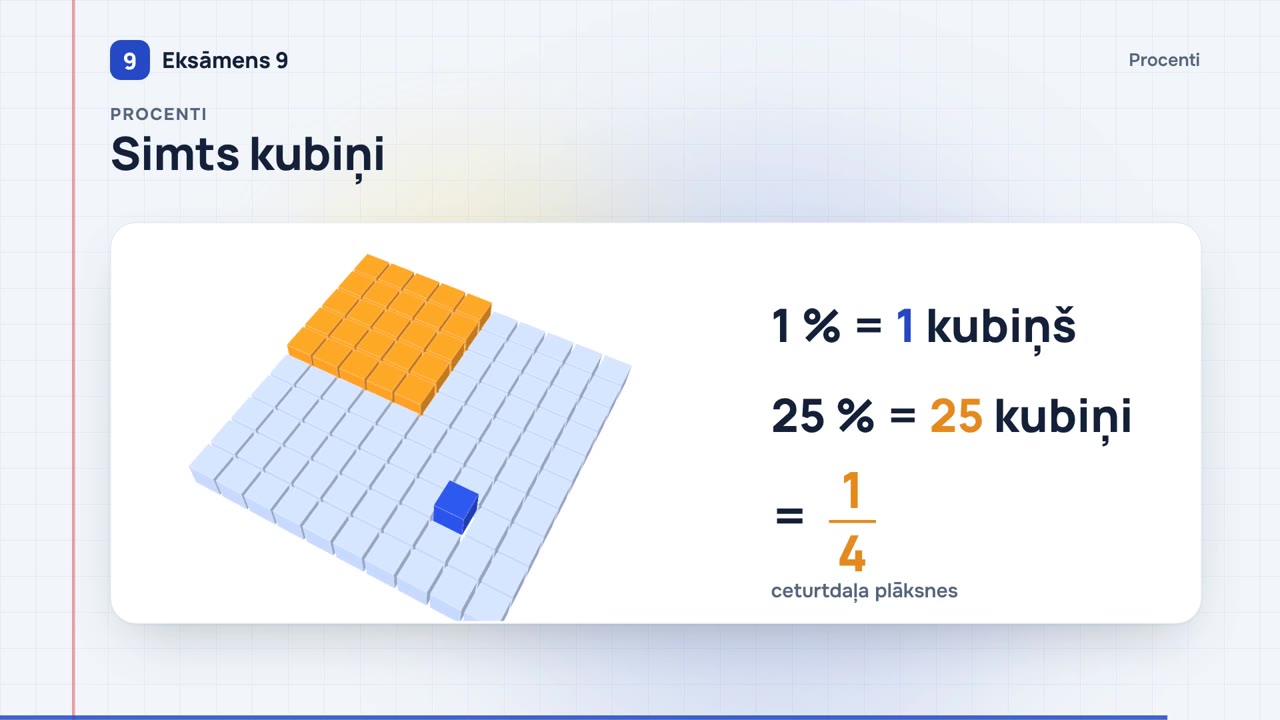 9 Eksāmens 9
Procenti
PROCENTI
Simts kubiņi
1 % = 1 kubiņš
25 % = 25 kubiņi
= 1
4
ceturtdaļa plāksnes